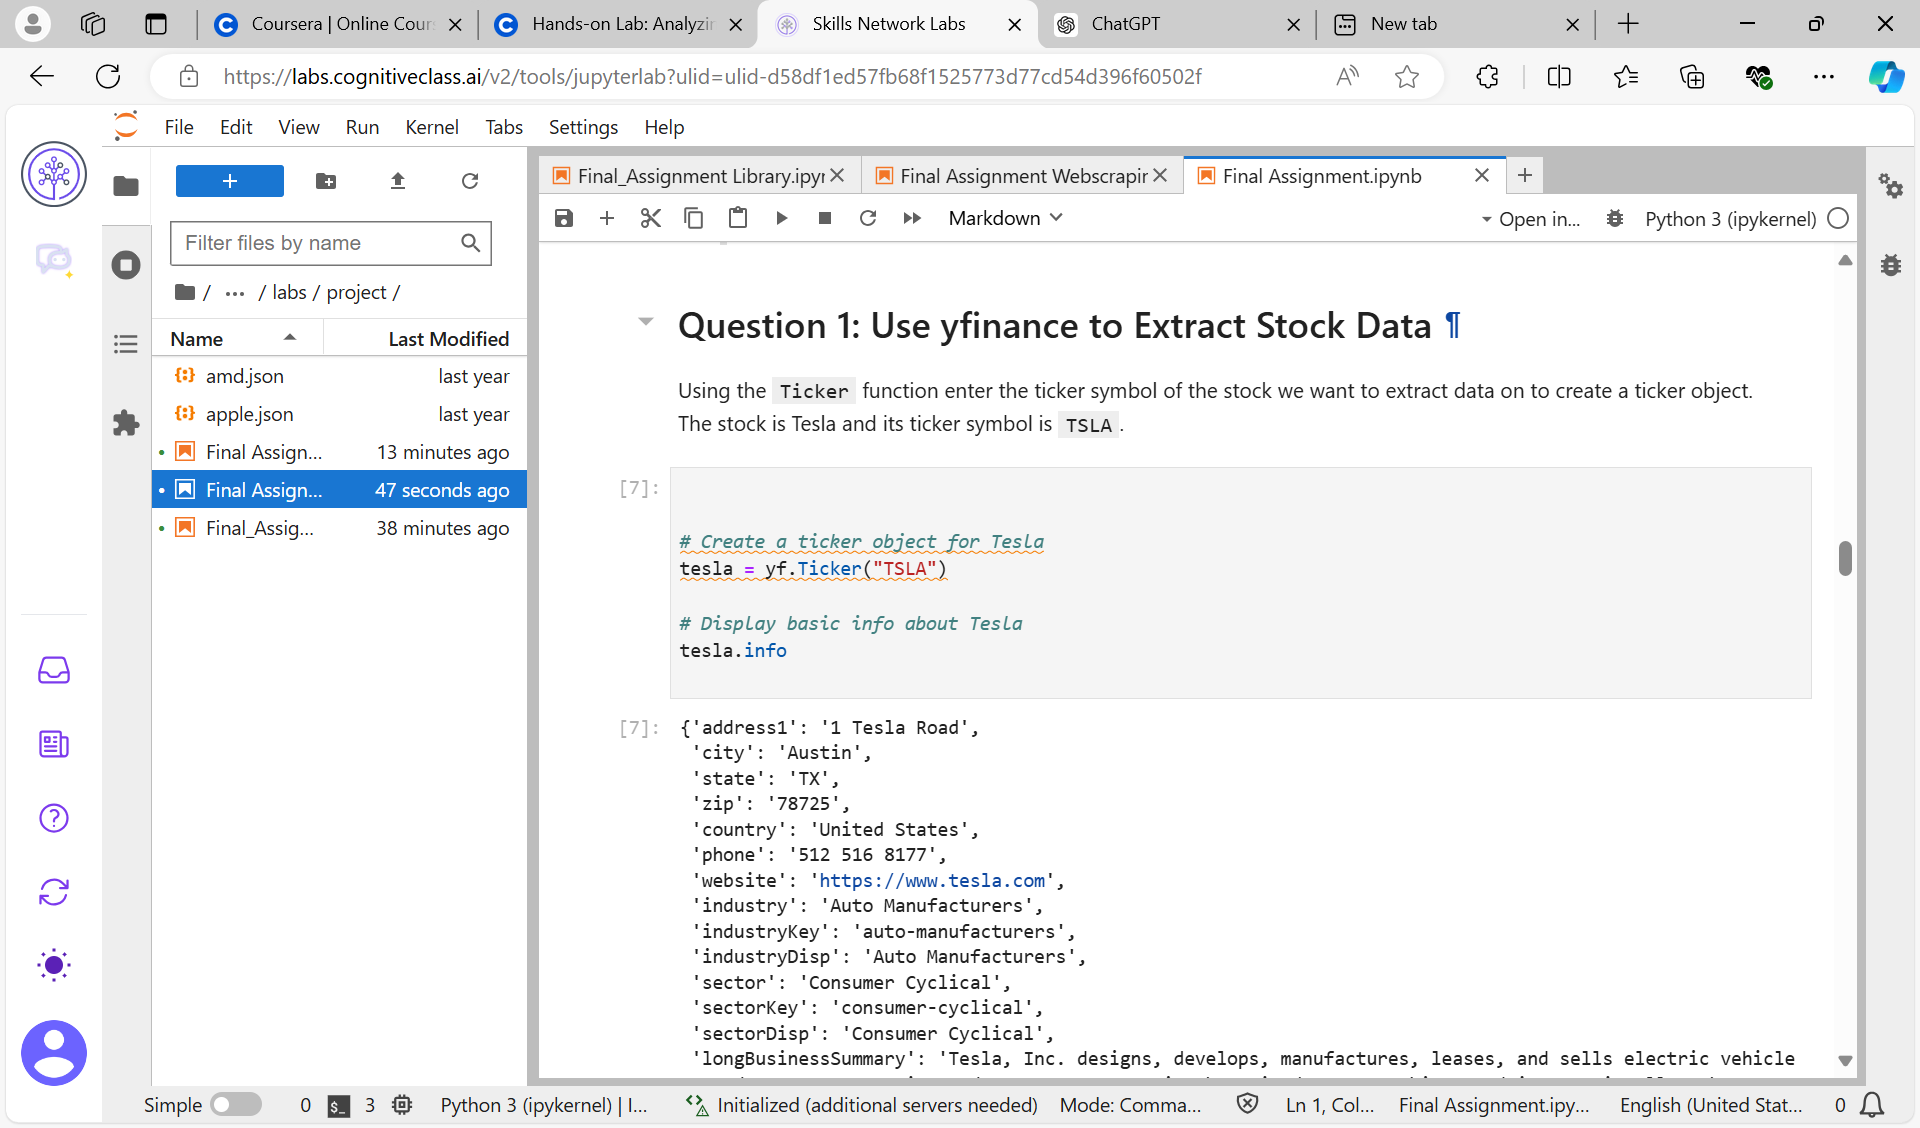 Coursera | Online Cour
Hands-on Lab: Analyzin
Skills Network Labs
ChatGPT
New tab
https://labs.cognitiveclass.ai/v2/tools/jupyterlab?ulid=ulid-d58df1ed57fb68f1525773d77cd54d396f60502f
File Edit View Run Kernel Tabs Settings Help
Filter files by name
/ ... / labs / project /
Name Last Modified
amd.json last year
apple.json last year
Final Assign... 13 minutes ago
Final Assign... 47 seconds ago
Final_Assig... 38 minutes ago
Final_Assignment Library.ipyn
Final Assignment Webscrapin
Final Assignment.ipynb
Markdown
Open in...
Python 3 (ipykernel)
Question 1: Use yfinance to Extract Stock Data ¶
Using the Ticker function enter the ticker symbol of the stock we want to extract data on to create a ticker object.
The stock is Tesla and its ticker symbol is TSLA .
[7]:
# Create a ticker object for Tesla
tesla = yf.Ticker("TSLA")
# Display basic info about Tesla
tesla.info
[7]: {'address1': '1 Tesla Road',
'city': 'Austin',
'state': 'TX',
'zip': '78725',
'country': 'United States',
'phone': '512 516 8177',
'website': 'https://www.tesla.com',
'industry': 'Auto Manufacturers',
'industryKey': 'auto-manufacturers',
'industryDisp': 'Auto Manufacturers',
'sector': 'Consumer Cyclical',
'sectorKey': 'consumer-cyclical',
'sectorDisp': 'Consumer Cyclical',
'longBusinessSummary': 'Tesla, Inc. designs, develops, manufactures, leases, and sells electric vehicle
Simple 0 $_ 3 Python 3 (ipykernel) | I... Initialized (additional servers needed) Mode: Comma... Ln 1, Col... Final Assignment.ipy... English (United Stat... 0